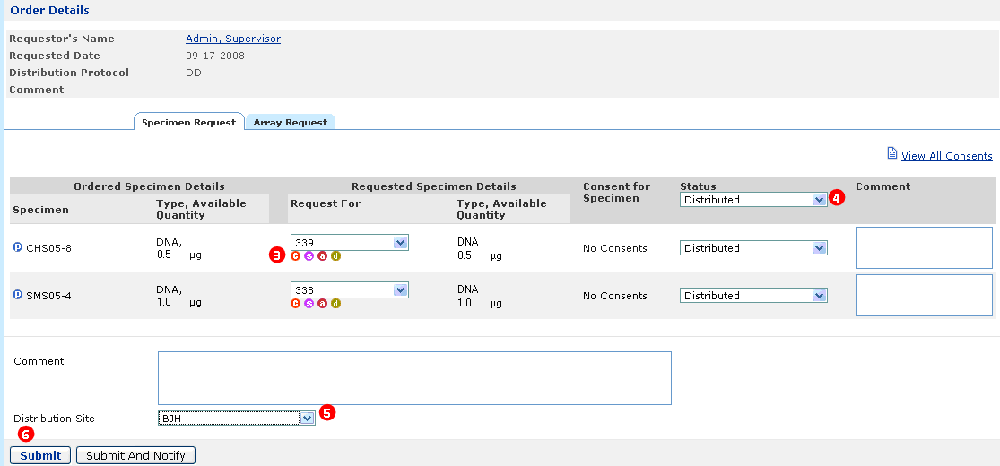 Order Details
Requestor's Name - Admin, Supervisor
Requested Date - 09-17-2008
Distribution Protocol - DD
Comment
Specimen Request Array Request
View All Consents
Ordered Specimen Details Requested Specimen Details Consent for Specimen Status Comment
Specimen Type, Available Quantity Request For Type, Available Quantity Distributed 4
p CHS05-8 DNA, 0.5 µg 339 DNA 0.5 µg No Consents Distributed
3 c s a d
p SMS05-4 DNA, 1.0 µg 338 DNA 1.0 µg No Consents Distributed
c s a d
Comment
Distribution Site BJH 5
6
Submit Submit And Notify